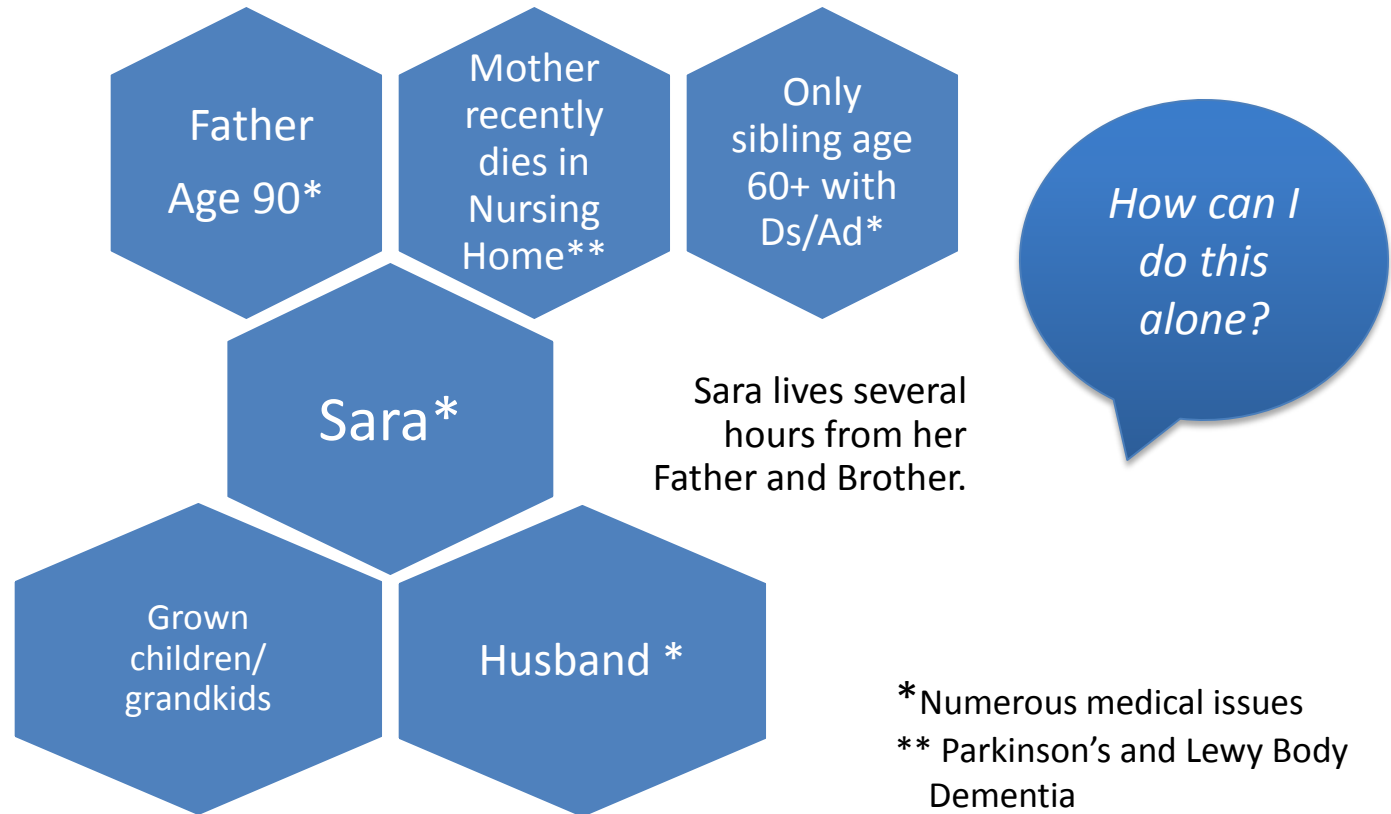 Father
Age 90*
Mother
recently
dies in
Nursing
Home**
Only
sibling age
60+ with
Ds/Ad*
How can I
do this
alone?
Sara*
Sara lives several
hours from her
Father and Brother.
Grown
children/
grandkids
Husband *
*Numerous medical issues
** Parkinson's and Lewy Body
Dementia